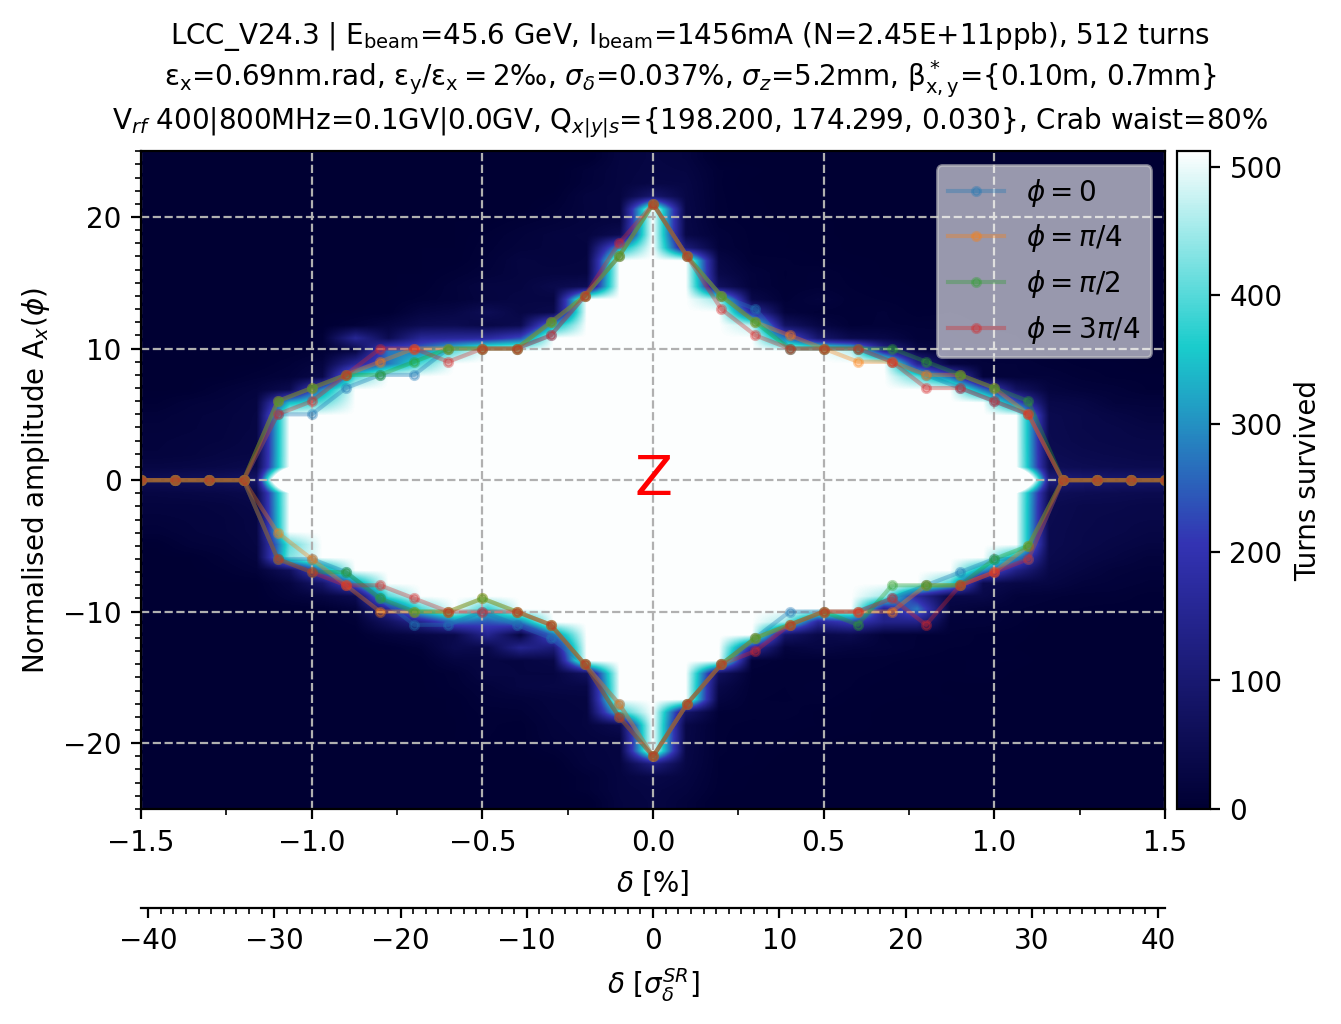 LCC_V24.3 | E_beam=45.6 GeV, I_beam=1456mA (N=2.45E+11ppb), 512 turns
ε_x=0.69nm.rad, ε_y/ε_x = 2‰, σ_δ=0.037%, σ_z=5.2mm, β*_x, y={0.10m, 0.7mm}
V_rf 400|800MHz=0.1GV|0.0GV, Q_x|y|s={198.200, 174.299, 0.030}, Crab waist=80%
ϕ = 0
ϕ = π/4
ϕ = π/2
ϕ = 3π/4
Z
Normalised amplitude A_x(ϕ)
20
10
0
−10
−20
−1.5 −1.0 −0.5 0.0 0.5 1.0 1.5
δ [%]
−40 −30 −20 −10 0 10 20 30 40
δ [σ_δ^SR]
500
400
300
200
100
0
Turns survived